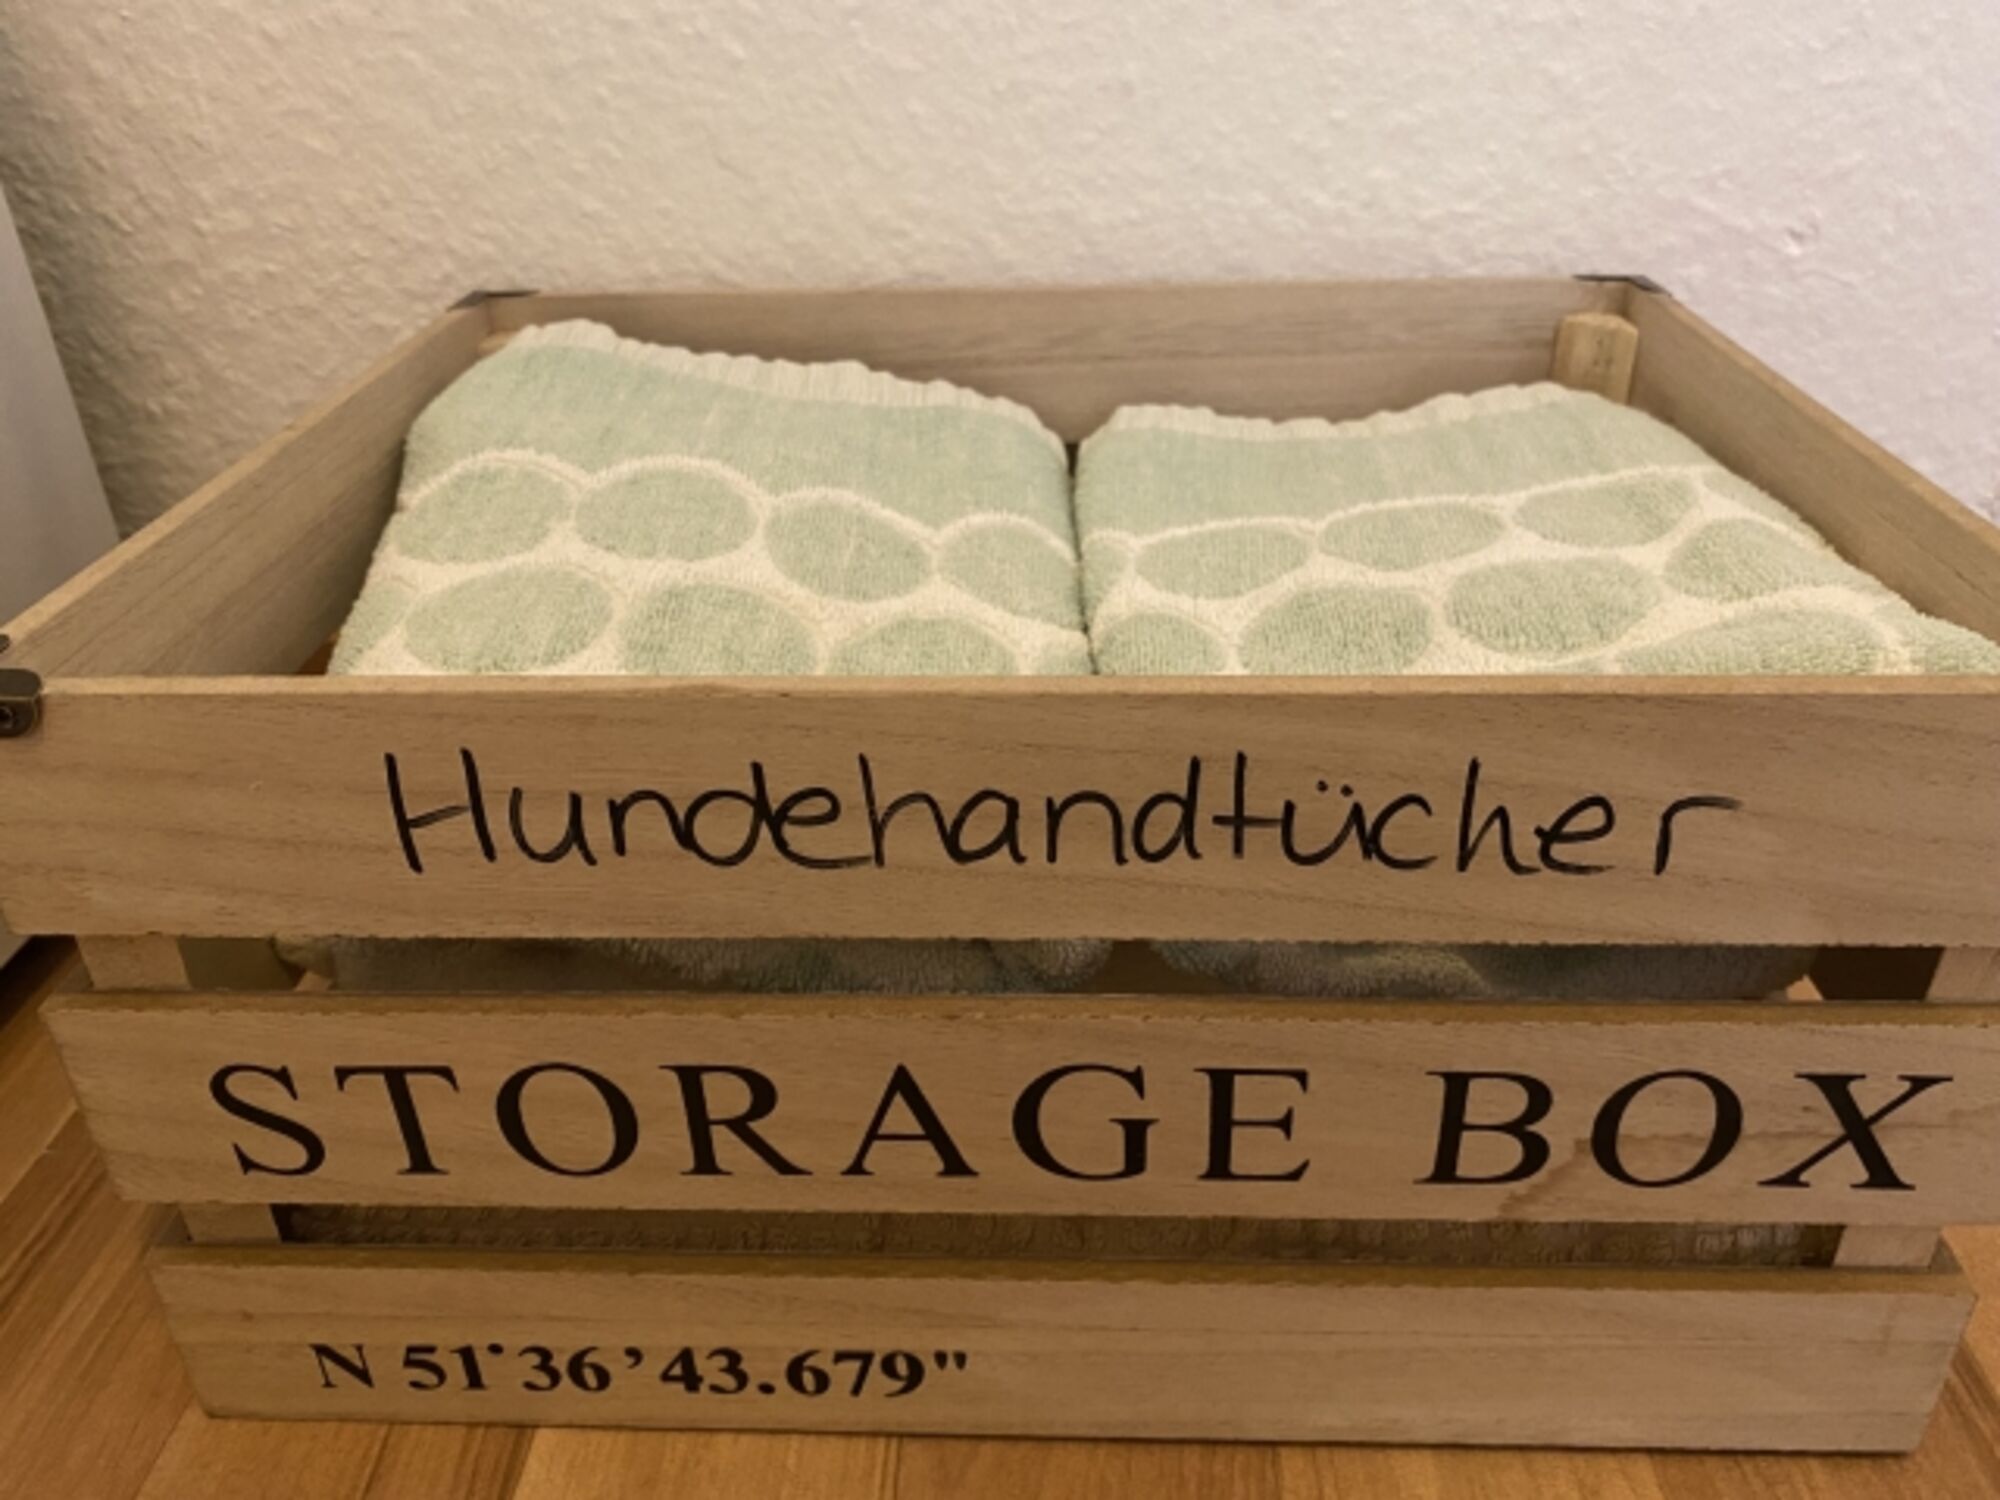 Hundehandtücher
STORAGE BOX
N 51°36’43.679"